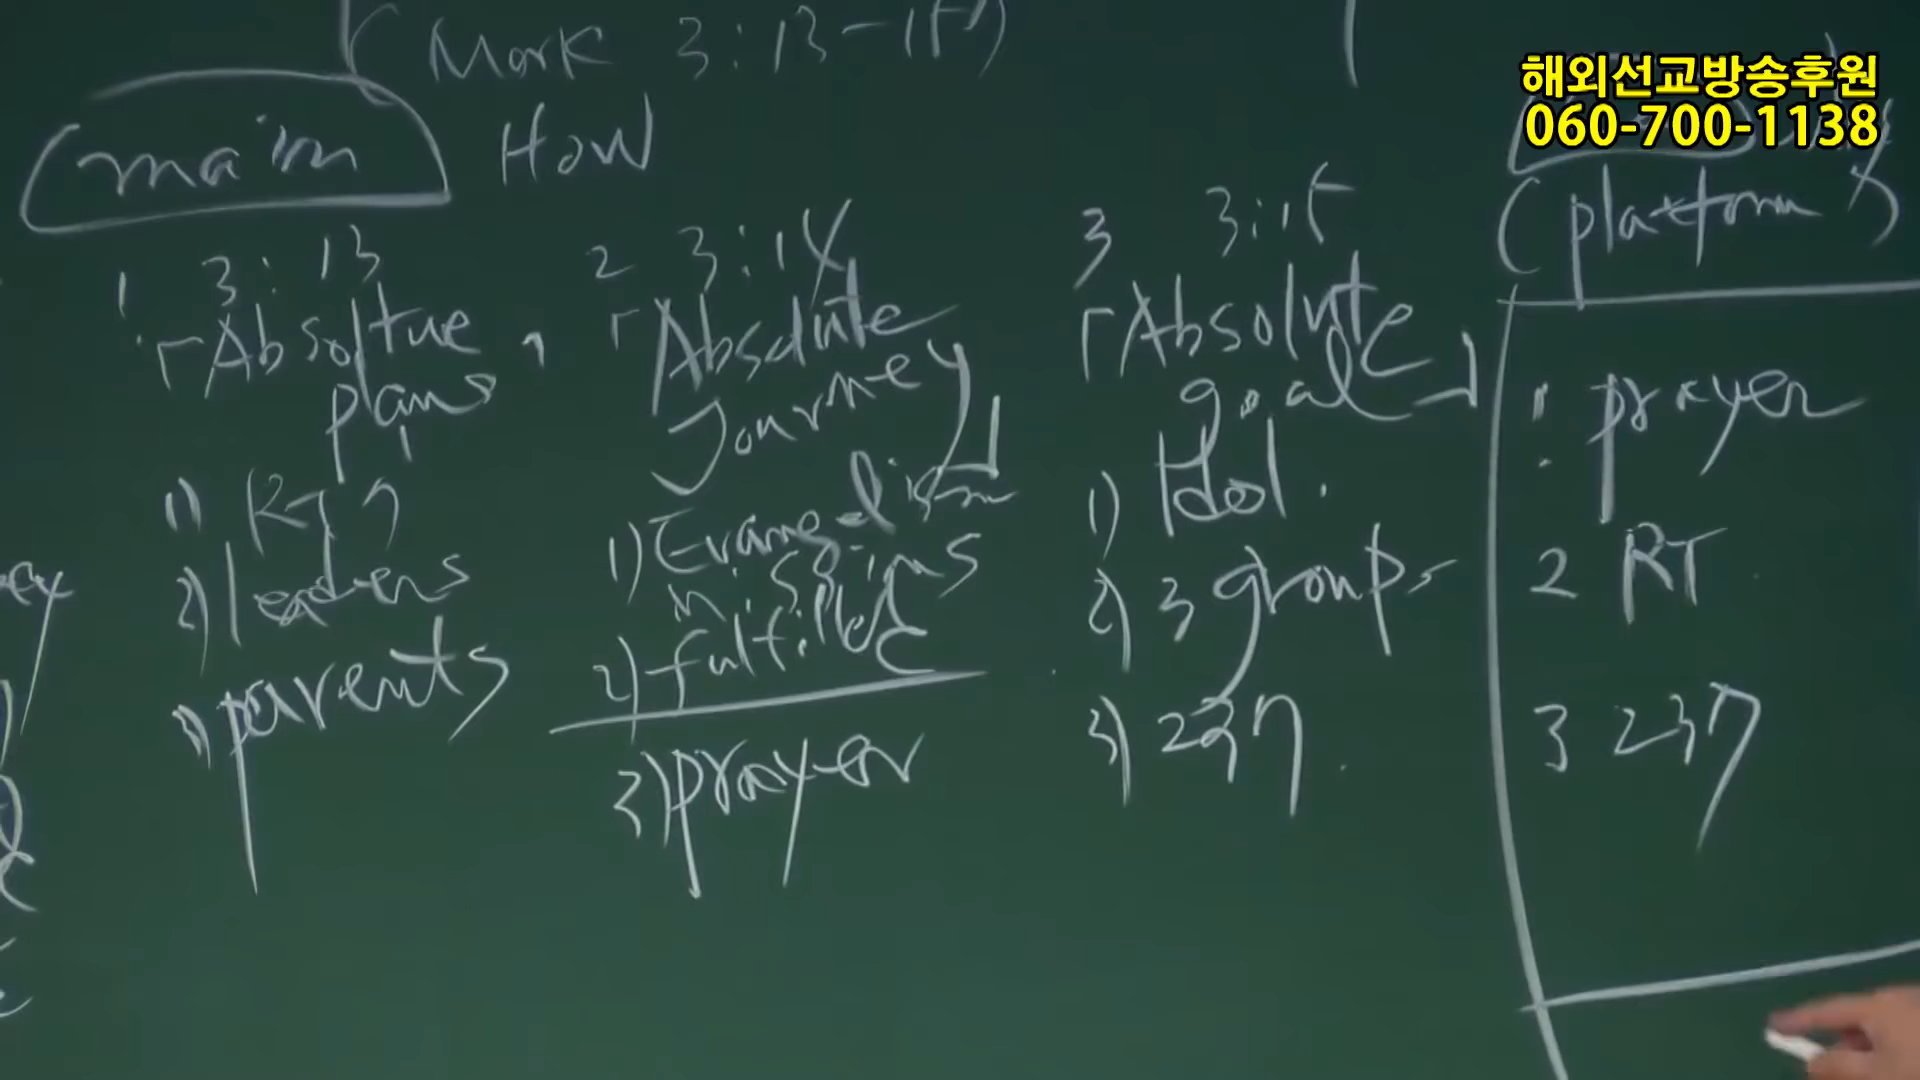 (Mark 3:13-15)
해외선교방송후원
060-700-1138
main
How
(platform)
1 3:13
「Absoltue
plans
1) RT7
2) leaders
3) parents
2 3:14
「Absolute
Journey」
1) Evangelism
missions
2) fulfilled
3) prayer
3 3:15
「Absolute
goal」
1) Idol.
2) 3 groups
3) 237.
1 prayer
2 RT
3 237